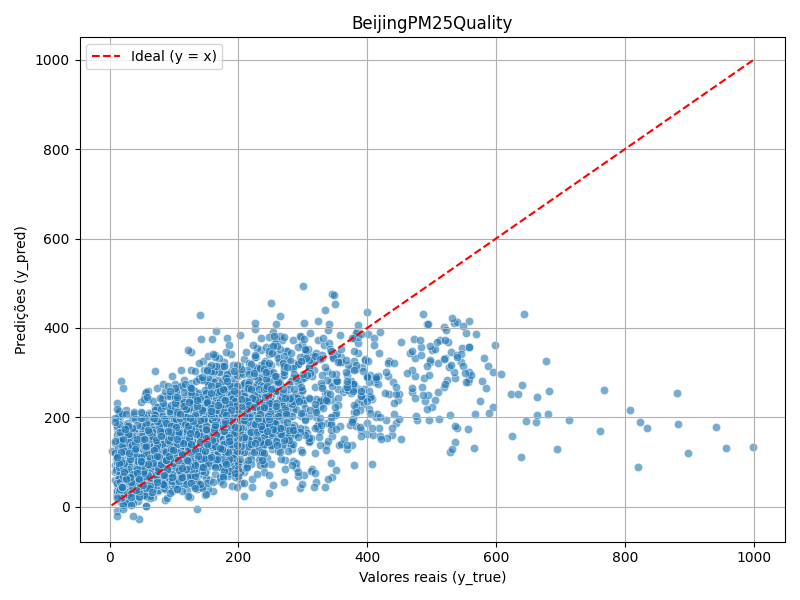 BeijingPM25Quality
Ideal (y = x)
1000
800
600
400
200
0
Predições (y_pred)
0 200 400 600 800 1000
Valores reais (y_true)